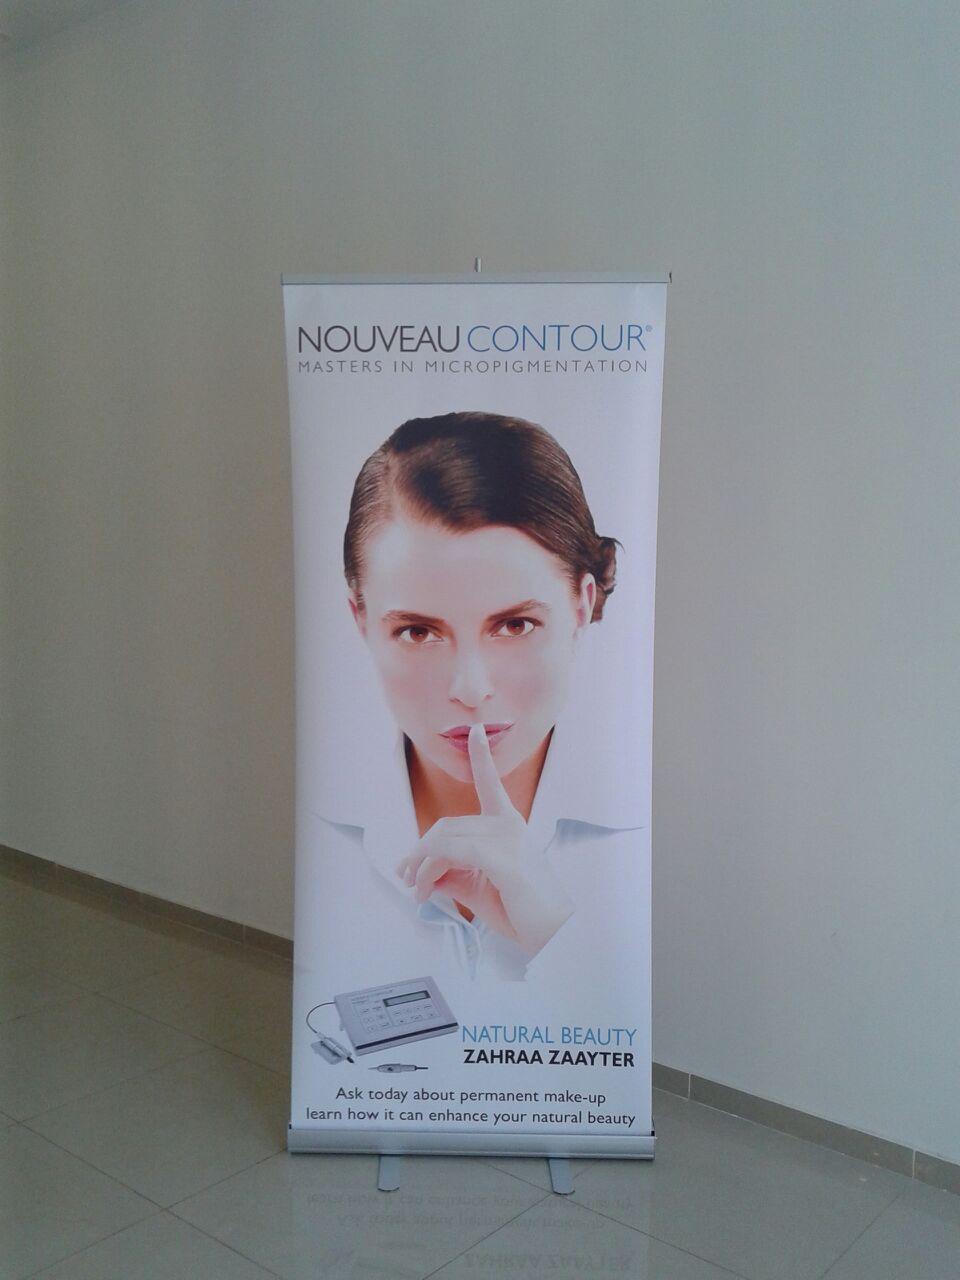 NOUVEAU CONTOUR®
MASTERS IN MICROPIGMENTATION
NATURAL BEAUTY
ZAHRAA ZAAYTER
Ask today about permanent make-up
learn how it can enhance your natural beauty